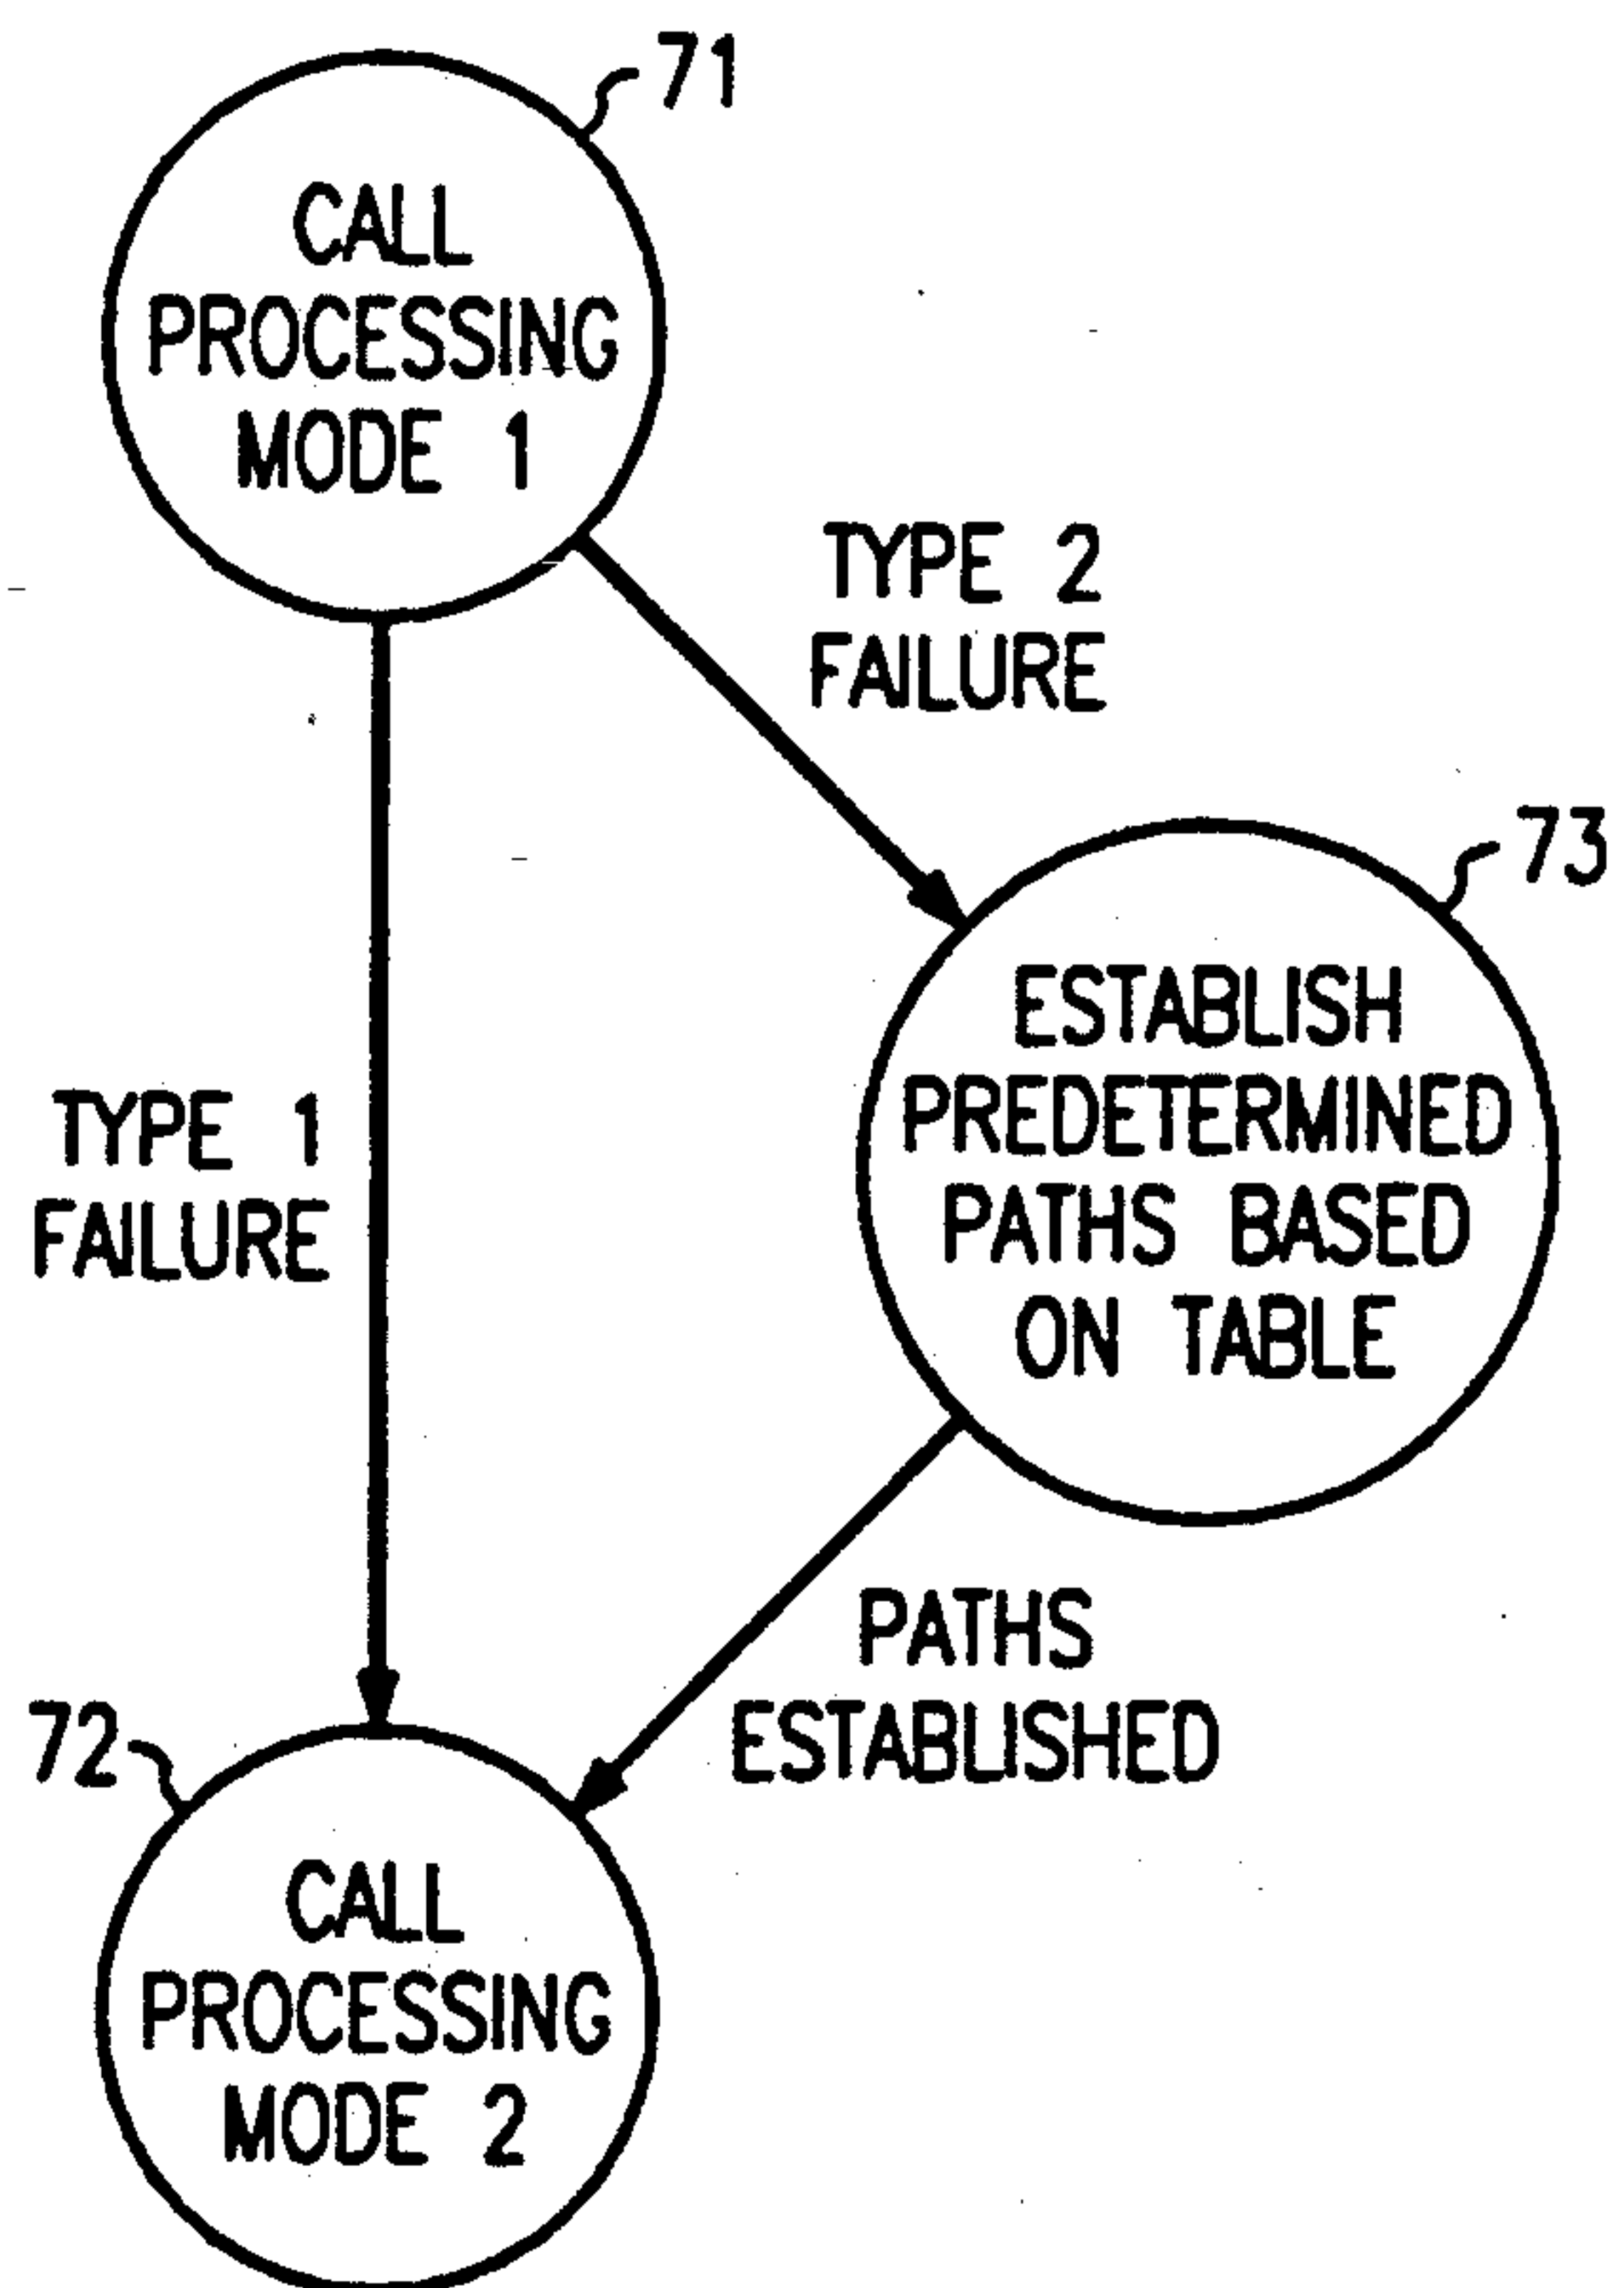 71
CALL
PROCESSING
MODE 1
TYPE 2
FAILURE
73
ESTABLISH
PREDETERMINED
PATHS BASED
ON TABLE
TYPE 1
FAILURE
PATHS
ESTABLISHED
72
CALL
PROCESSING
MODE 2